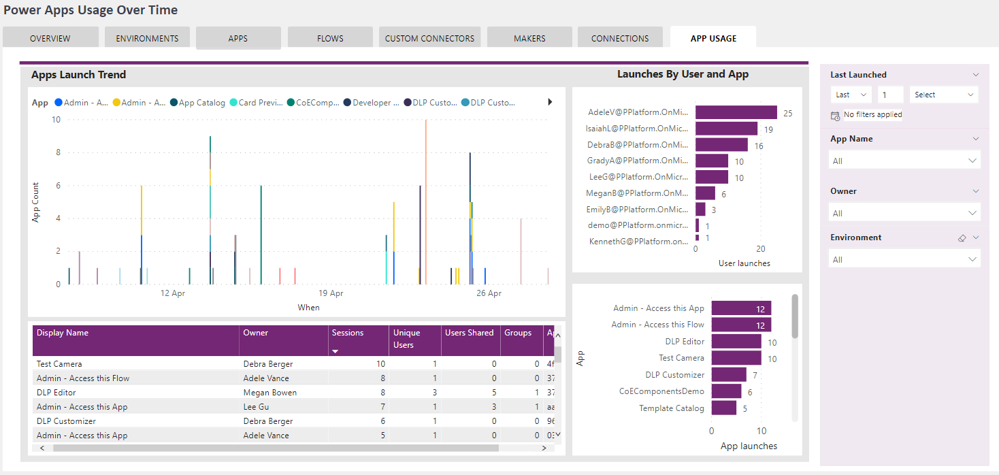 Power Apps Usage Over Time
OVERVIEW
ENVIRONMENTS
APPS
FLOWS
CUSTOM CONNECTORS
MAKERS
CONNECTIONS
APP USAGE
Apps Launch Trend
App Admin - A... Admin - A... App Catalog Card Previ... CoEComp... Developer ... DLP Custo... DLP Custo...
10
8
6
4
2
0
App Count
12 Apr 19 Apr 26 Apr
When
Display Name Owner Sessions Unique Users Users Shared Groups
Test Camera Debra Berger 10 1 0 0 4f
Admin - Access this Flow Adele Vance 8 1 0 0 37
DLP Editor Megan Bowen 8 3 5 1 37
Admin - Access this App Lee Gu 7 1 3 1 aa
DLP Customizer Debra Berger 6 1 0 0 96
Admin - Access this App Adele Vance 5 1 0 0
Launches By User and App
AdeleV@PPlatform.OnMi... 25
IsaiahL@PPlatform.OnMic... 19
DebraB@PPlatform.OnMi... 16
GradyA@PPlatform.OnMi... 10
LeeG@PPlatform.OnMicr... 10
MeganB@PPlatform.OnM... 6
EmilyB@PPlatform.OnMic... 3
demo@PPlatform.onmicr... 1
KennethG@PPlatform.on... 1
0 20
User launches
App
Admin - Access this App 12
Admin - Access this Flow 12
DLP Editor 10
Test Camera 10
DLP Customizer 7
CoEComponentsDemo 6
Template Catalog 5
0 10
App launches
Last Launched
Last 1 Select
No filters applied
App Name
All
Owner
All
Environment
All